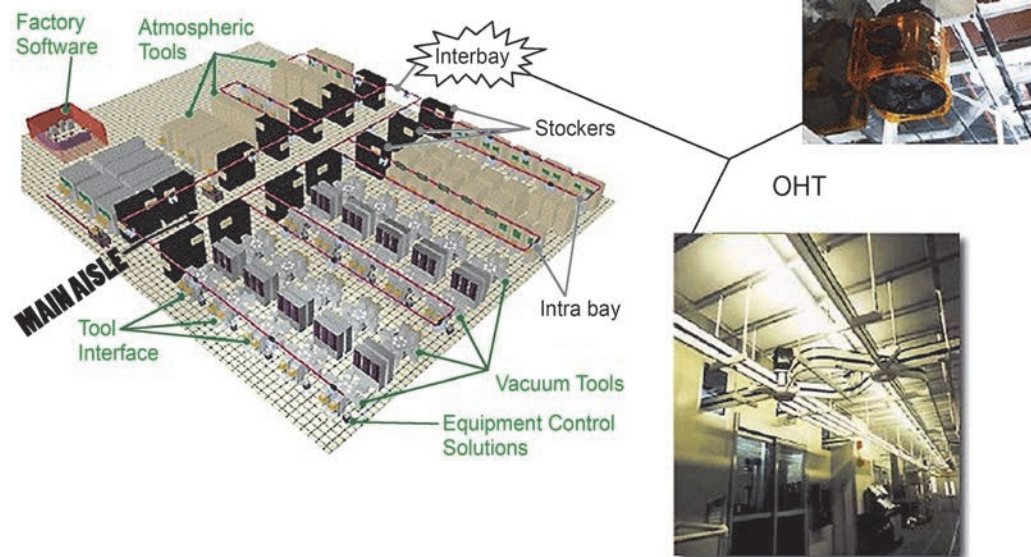 Factory
Software
Atmospheric
Tools
Interbay
Stockers
OHT
MAIN AISLE
Intra bay
Tool
Interface
Vacuum Tools
Equipment Control
Solutions